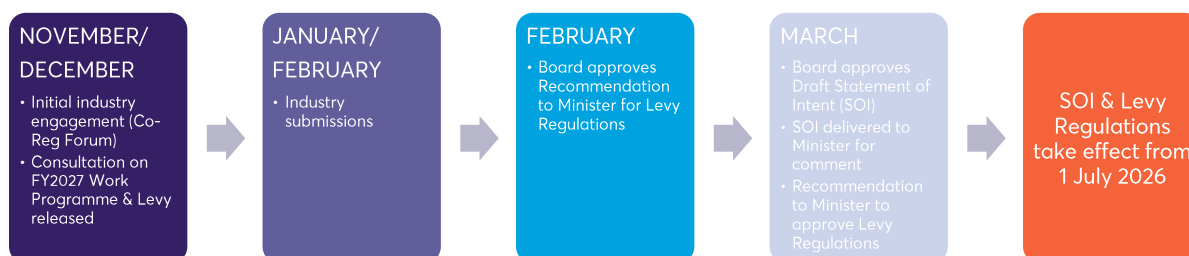 NOVEMBER/
DECEMBER
• Initial industry
engagement (Co-
Reg Forum)
• Consultation on
FY2027 Work
Programme & Levy
released
JANUARY/
FEBRUARY
• Industry
submissions
FEBRUARY
• Board approves
Recommendation
to Minister for Levy
Regulations
MARCH
• Board approves
Draft Statement of
Intent (SOI)
• SOI delivered to
Minister for
comment
• Recommendation
to Minister to
approve Levy
Regulations
SOI & Levy
Regulations
take effect from
1 July 2026